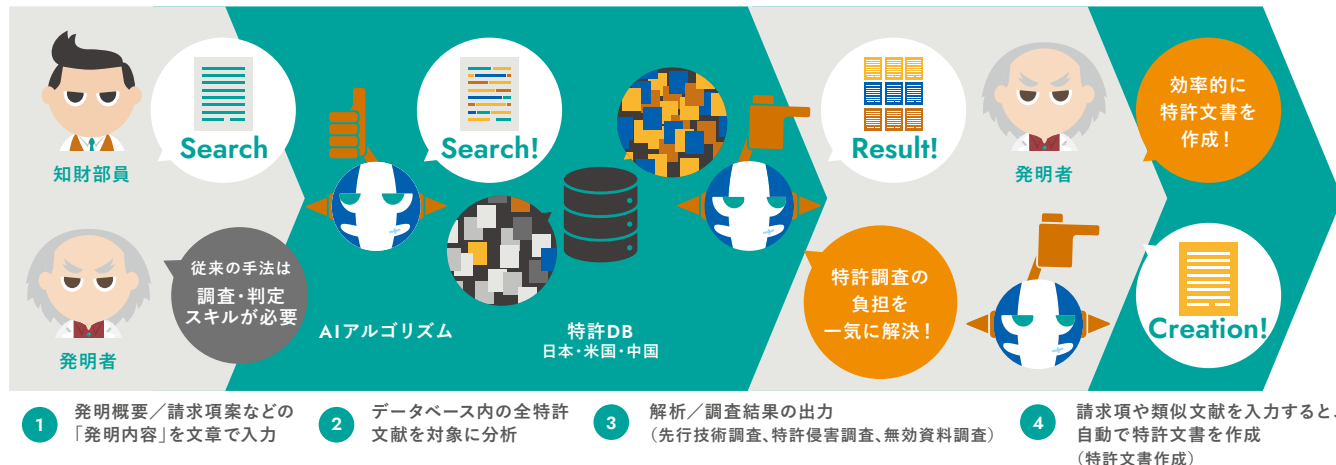 知財部員
Search
発明者
従来の手法は
調査・判定
スキルが必要
AIアルゴリズム
Search!
特許DB
日本・米国・中国
Result!
発明者
特許調査の
負担を
一気に解決！
効率的に
特許文書を
作成！
Creation!
1
発明概要／請求項案などの
「発明内容」を文章で入力
2
データベース内の全特許
文献を対象に分析
3
解析／調査結果の出力
（先行技術調査、特許侵害調査、無効資料調査）
4
請求項や類似文献を入力すると、
自動で特許文書を作成
（特許文書作成）